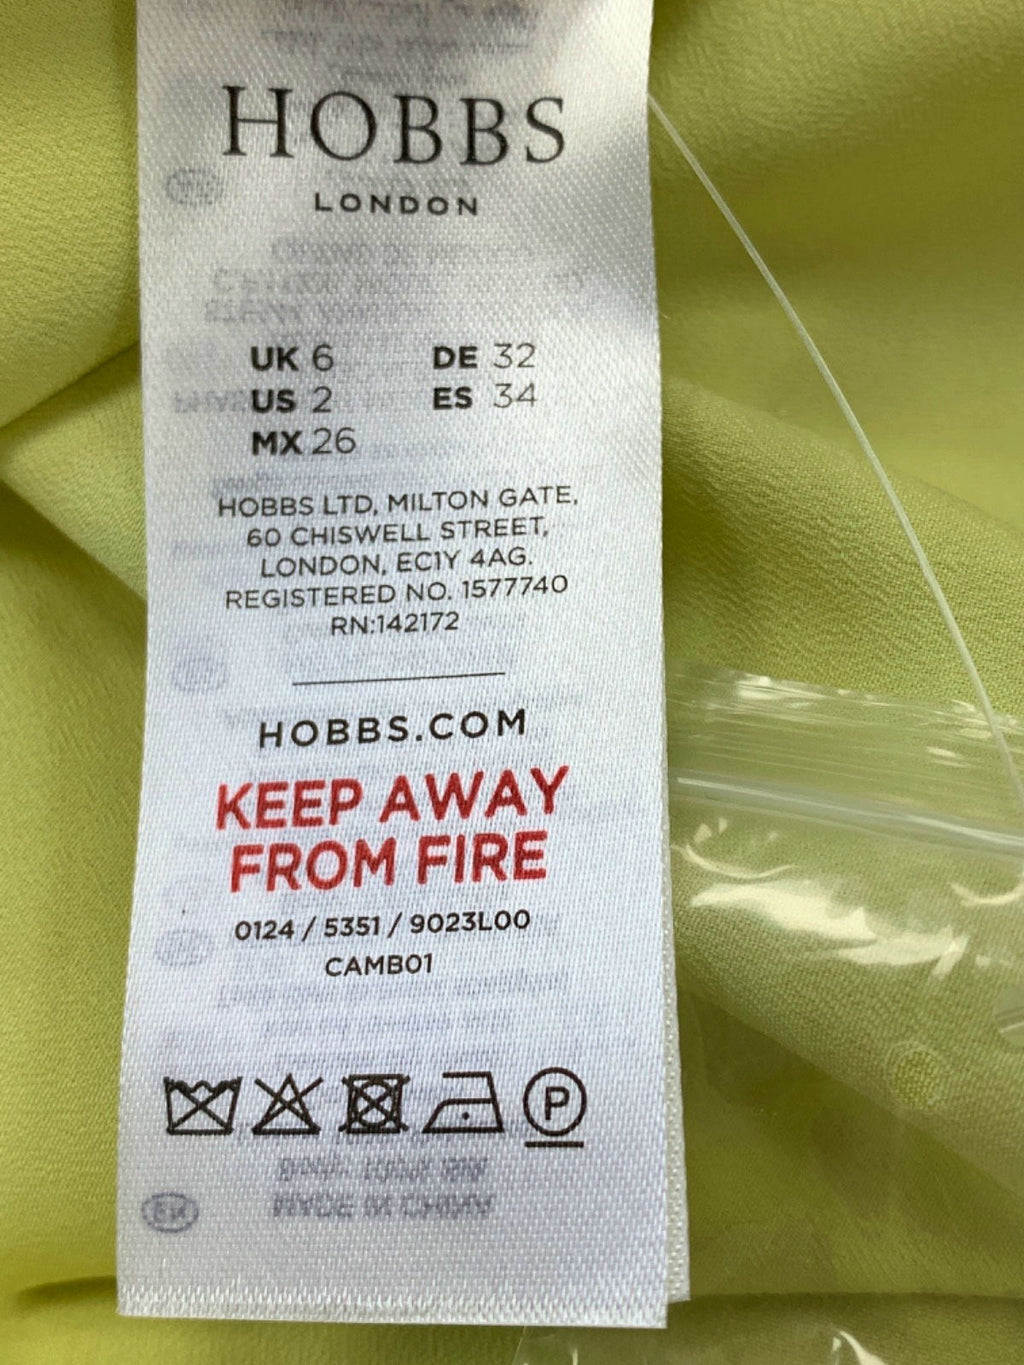 HOBBS
LONDON
UK 6 DE 32
US 2 ES 34
MX 26
HOBBS LTD, MILTON GATE,
60 CHISWELL STREET,
LONDON, EC1Y 4AG.
REGISTERED NO. 1577740
RN:142172
HOBBS.COM
KEEP AWAY
FROM FIRE
0124 / 5351 / 9023L00
CAMB01
P